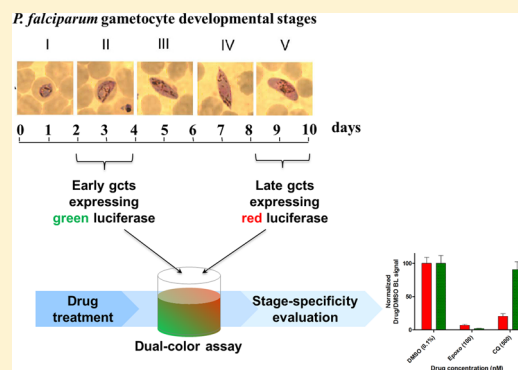 P. falciparum gametocyte developmental stages
I II III IV V
0 1 2 3 4 5 6 7 8 9 10 days
Early gcts
expressing
green luciferase
Late gcts
expressing
red luciferase
Drug
treatment
Stage-specificity
evaluation
Dual-color assay
Normalized
Drug/DMSO BL signal
100
50
0
DMSO (0.1%)
Epoxo (100)
CQ (500)
Drug concentration (nM)